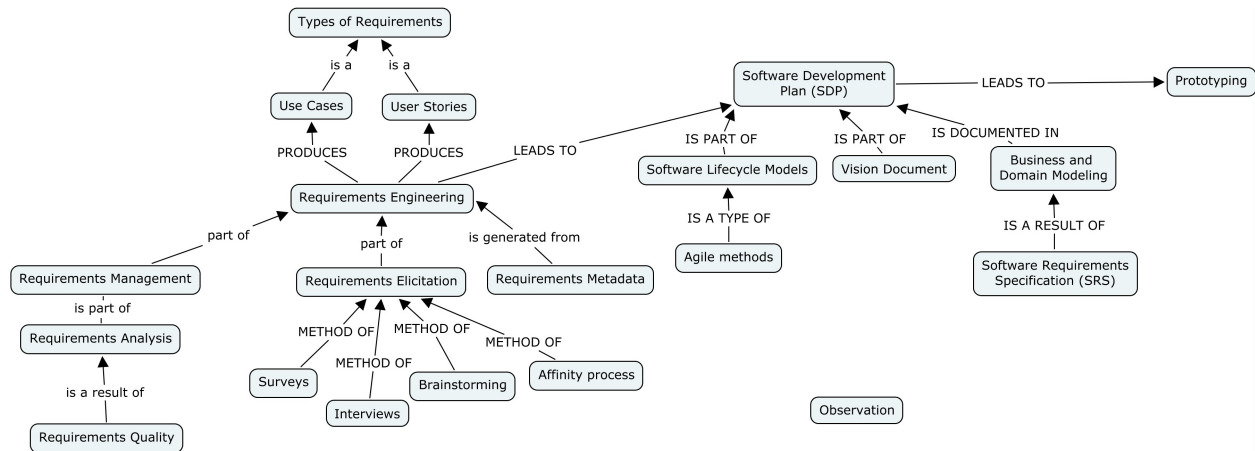 Types of Requirements
is a
is a
Software Development
Plan (SDP)
LEADS TO
Prototyping
Use Cases
User Stories
PRODUCES
PRODUCES
LEADS TO
IS PART OF
IS PART OF
IS DOCUMENTED IN
Software Lifecycle Models
Vision Document
Business and
Domain Modeling
Requirements Engineering
part of
part of
is generated from
IS A TYPE OF
IS A RESULT OF
Agile methods
Requirements Management
Requirements Elicitation
Requirements Metadata
Software Requirements
Specification (SRS)
is part of
Requirements Analysis
METHOD OF
METHOD OF
METHOD OF
METHOD OF
Surveys
Interviews
Brainstorming
Affinity process
is a result of
Observation
Requirements Quality